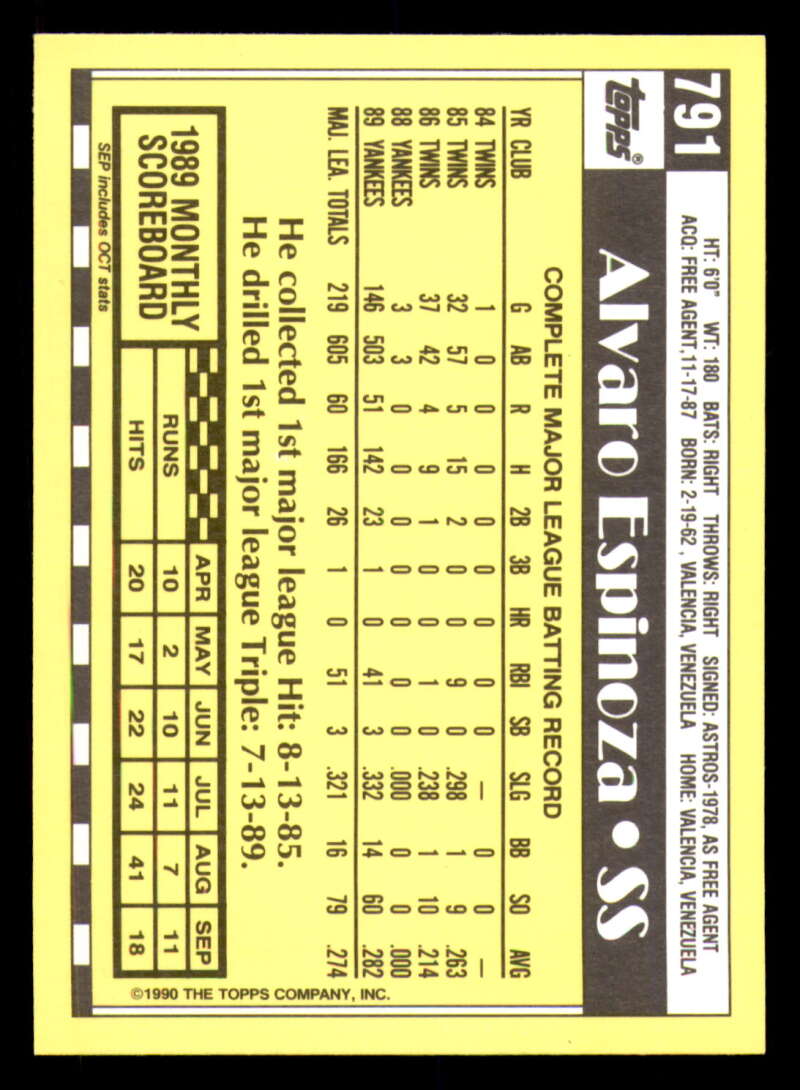 791
HT: 6'0" WT: 180 BATS: RIGHT THROWS: RIGHT SIGNED: ASTROS-1978, AS FREE AGENT
ACQ: FREE AGENT, 11-17-87 BORN: 2-19-62, VALENCIA, VENEZUELA HOME: VALENCIA, VENEZUELA
TOPPS® Alvaro Espinoza • SS
COMPLETE MAJOR LEAGUE BATTING RECORD
YR CLUB G AB R H 2B 3B HR RBI SB SLG BB SO AVG
84 TWINS 1 0 0 0 0 0 0 0 0 — 0 0 —
85 TWINS 32 57 5 15 2 0 0 9 0 .298 1 9 .263
86 TWINS 37 42 4 9 1 0 0 1 0 .238 1 10 .214
88 YANKEES 3 3 0 0 0 0 0 0 0 .000 0 0 .000
89 YANKEES 146 503 51 142 23 1 0 41 3 .332 14 60 .282
MAJ. LEA. TOTALS 219 605 60 166 26 1 0 51 3 .321 16 79 .274
He collected 1st major league Hit: 8-13-85.
He drilled 1st major league Triple: 7-13-89.
1989 MONTHLY
SCOREBOARD
APR MAY JUN JUL AUG SEP
RUNS 10 2 10 11 7 11
HITS 20 17 22 24 41 18
SEP includes OCT stats
©1990 THE TOPPS COMPANY, INC.